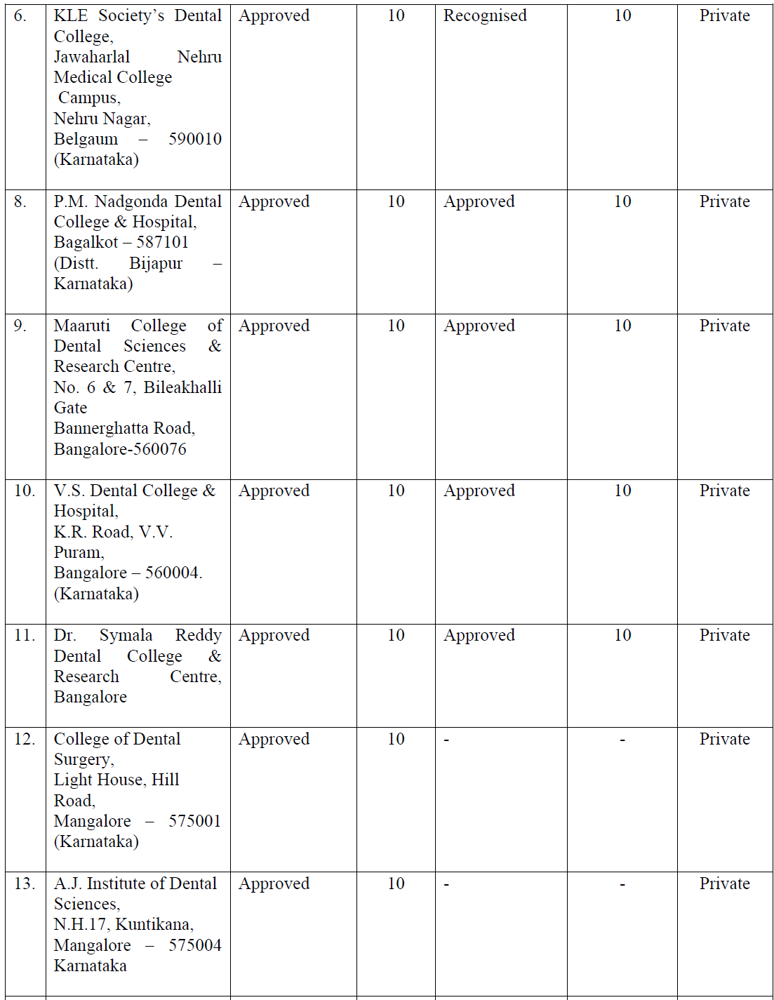 6. KLE Society’s Dental Approved 10 Recognised 10 Private
College,
Jawaharlal Nehru
Medical College
Campus,
Nehru Nagar,
Belgaum – 590010
(Karnataka)
8. P.M. Nadgonda Dental Approved 10 Approved 10 Private
College & Hospital,
Bagalkot – 587101
(Distt. Bijapur –
Karnataka)
9. Maaruti College of Approved 10 Approved 10 Private
Dental Sciences &
Research Centre,
No. 6 & 7, Bileakhalli
Gate
Bannerghatta Road,
Bangalore-560076
10. V.S. Dental College & Approved 10 Approved 10 Private
Hospital,
K.R. Road, V.V.
Puram,
Bangalore – 560004.
(Karnataka)
11. Dr. Symala Reddy Approved 10 Approved 10 Private
Dental College &
Research Centre,
Bangalore
12. College of Dental Approved 10 - - Private
Surgery,
Light House, Hill
Road,
Mangalore – 575001
(Karnataka)
13. A.J. Institute of Dental Approved 10 - - Private
Sciences,
N.H.17, Kuntikana,
Mangalore – 575004
Karnataka